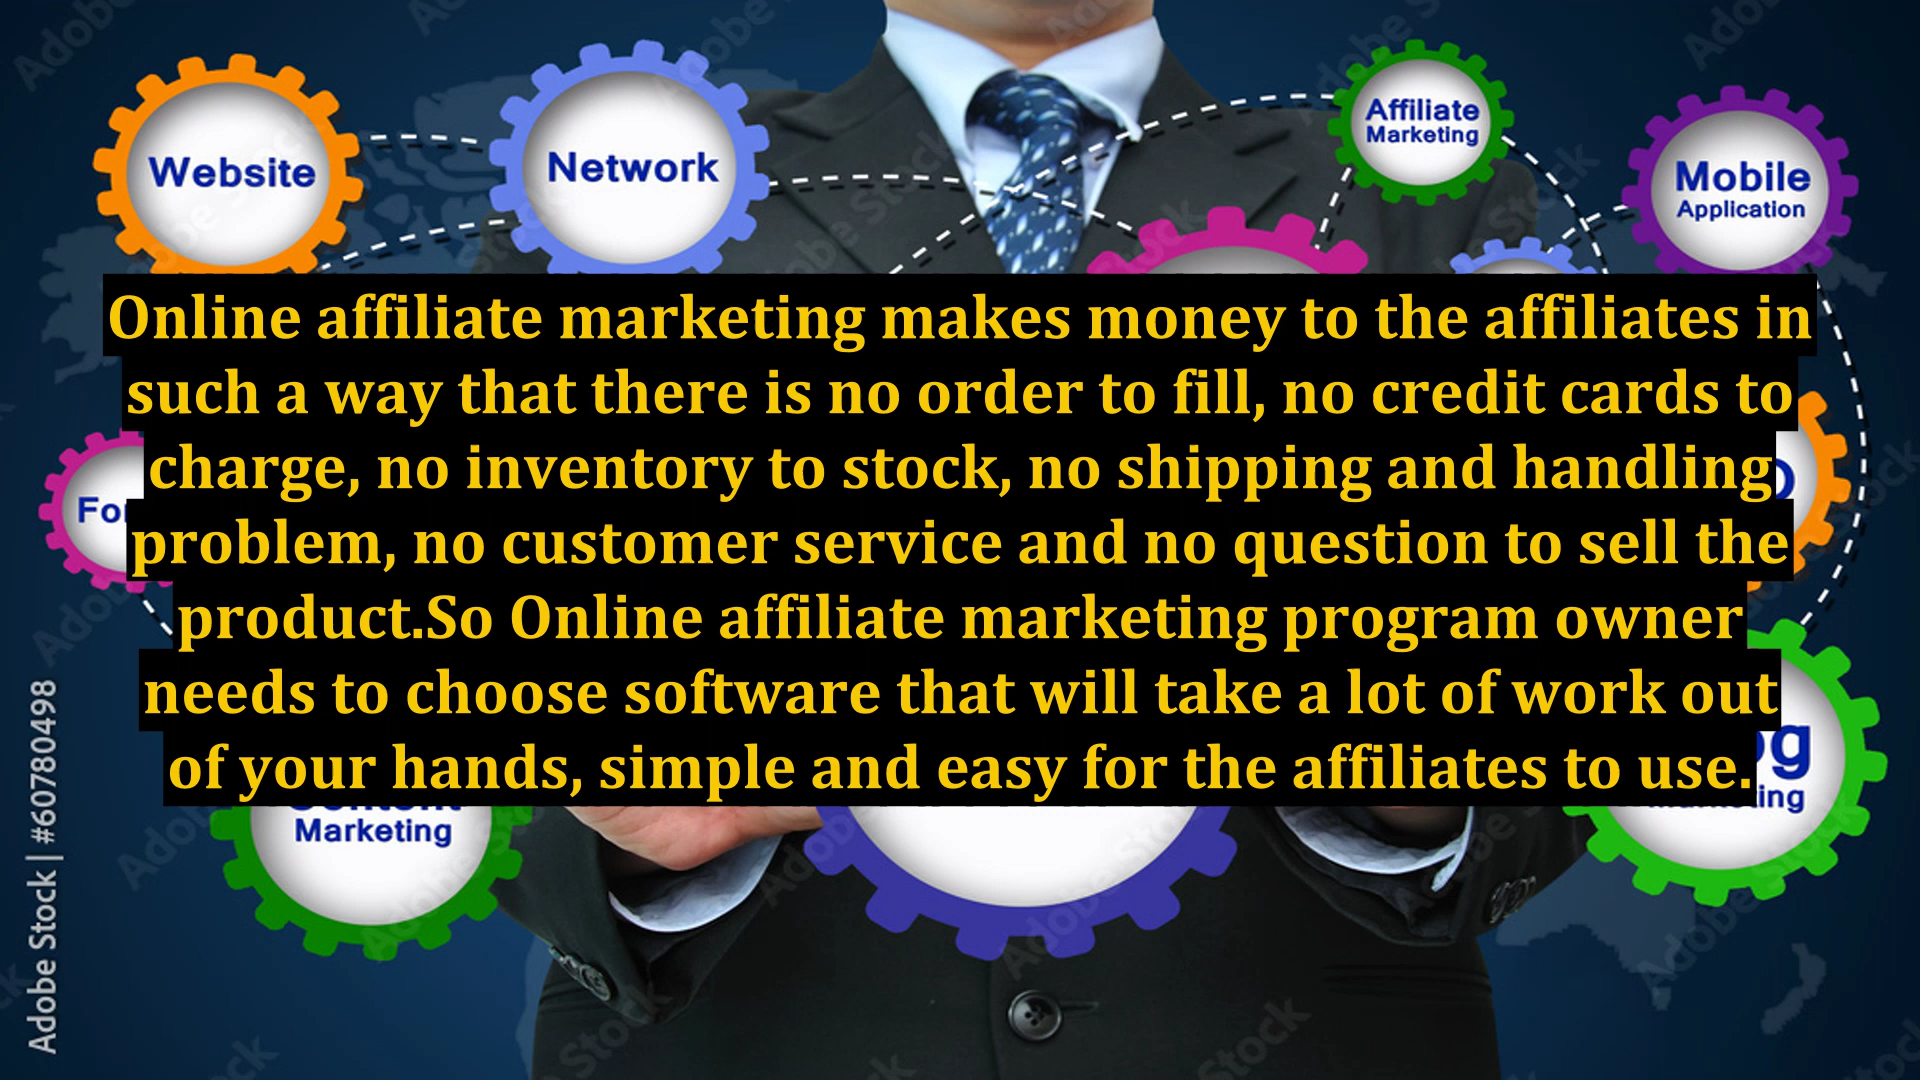 Website
Network
Affiliate
Marketing
Mobile
Application
Online affiliate marketing makes money to the affiliates in
such a way that there is no order to fill, no credit cards to
charge, no inventory to stock, no shipping and handling
problem, no customer service and no question to sell the
product.So Online affiliate marketing program owner
needs to choose software that will take a lot of work out
of your hands, simple and easy for the affiliates to use.
Content
Marketing
Adobe Stock | #607804498
Adobe Stock